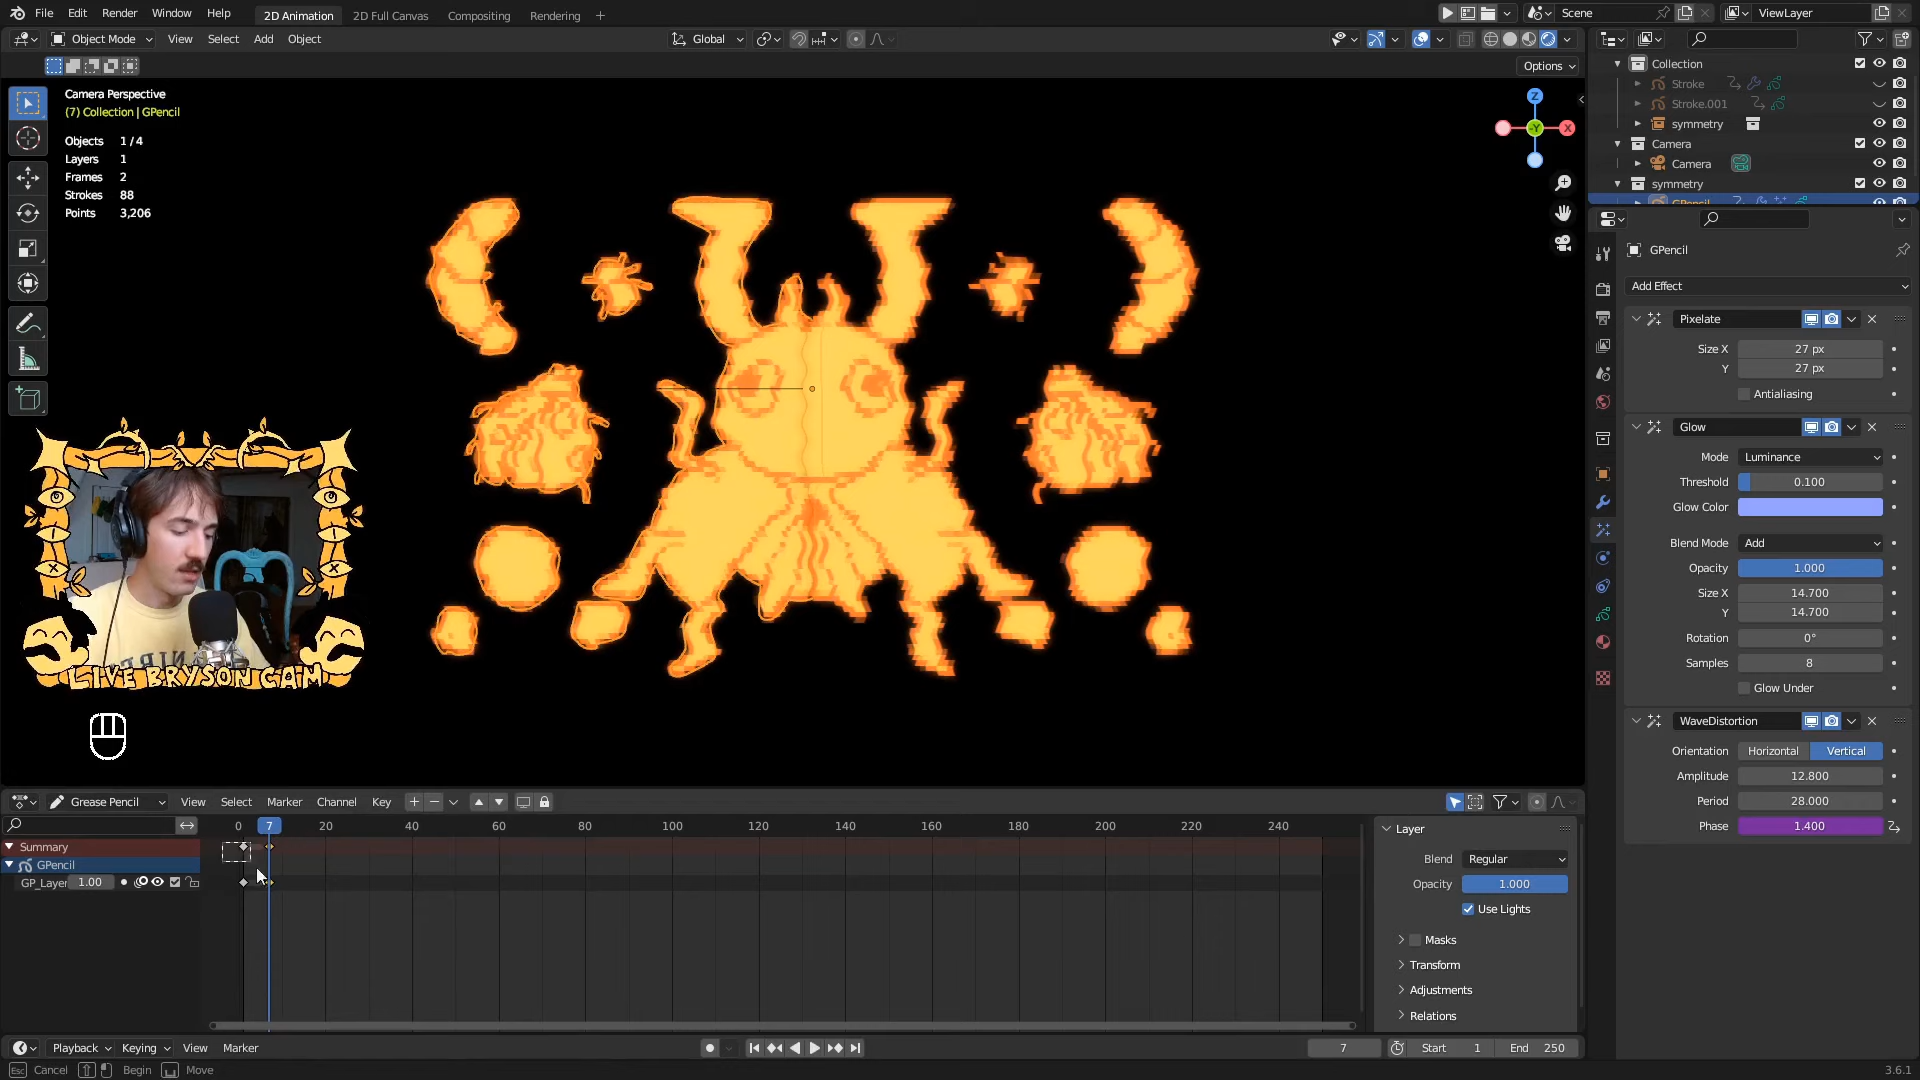 File Edit Render Window Help 2D Animation 2D Full Canvas Compositing Rendering + Scene ViewLayer
Object Mode View Select Add Object Global
Options
Camera Perspective
(7) Collection | GPencil
Objects 1 / 4
Layers 1
Frames 2
Strokes 88
Points 3,206
Z
-Y
X
Collection
Stroke
Stroke.001
symmetry
Camera
Camera
symmetry
GPencil
GPencil
Add Effect
Pixelate
Size X 27 px
Y 27 px
Antialiasing
Glow
Mode Luminance
Threshold 0.100
Glow Color
Blend Mode Add
Opacity 1.000
Size X 14.700
Y 14.700
Rotation 0°
Samples 8
Glow Under
WaveDistortion
Orientation Horizontal Vertical
Amplitude 12.800
Period 28.000
Phase 1.400
LIVE BRYSON CAM
Grease Pencil View Select Marker Channel Key
0 7 20 40 60 80 100 120 140 160 180 200 220 240
Summary
GPencil
GP_Layer 1.00
Layer
Blend Regular
Opacity 1.000
Use Lights
Masks
Transform
Adjustments
Relations
Playback Keying View Marker 7 Start 1 End 250
Esc Cancel Begin Move 3.6.1